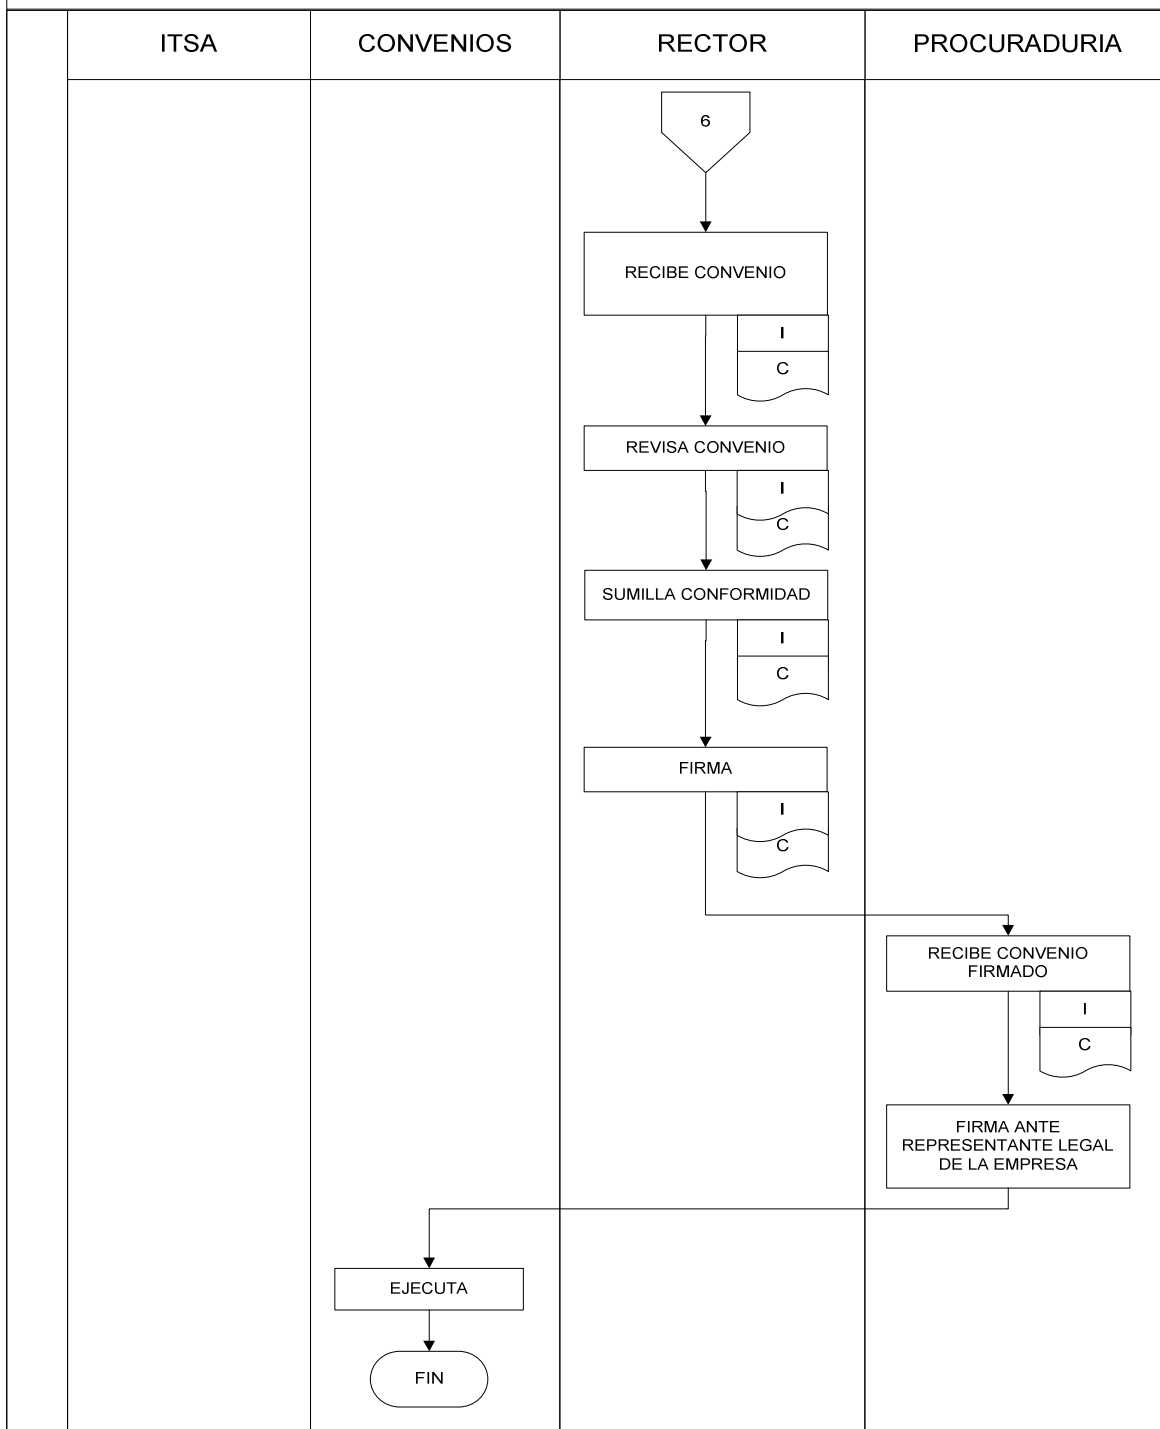 ITSA
CONVENIOS
RECTOR
PROCURADURIA
6
RECIBE CONVENIO
I
C
REVISA CONVENIO
I
C
SUMILLA CONFORMIDAD
I
C
FIRMA
I
C
RECIBE CONVENIO
FIRMADO
I
C
FIRMA ANTE
REPRESENTANTE LEGAL
DE LA EMPRESA
EJECUTA
FIN